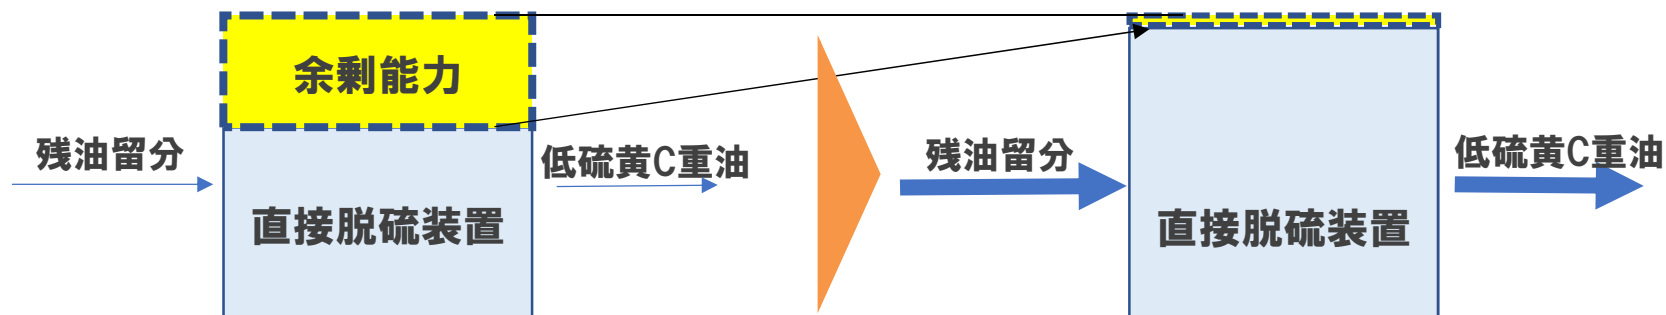 余剰能力
残油留分
低硫黄C重油
直接脱硫装置
残油留分
低硫黄C重油
直接脱硫装置